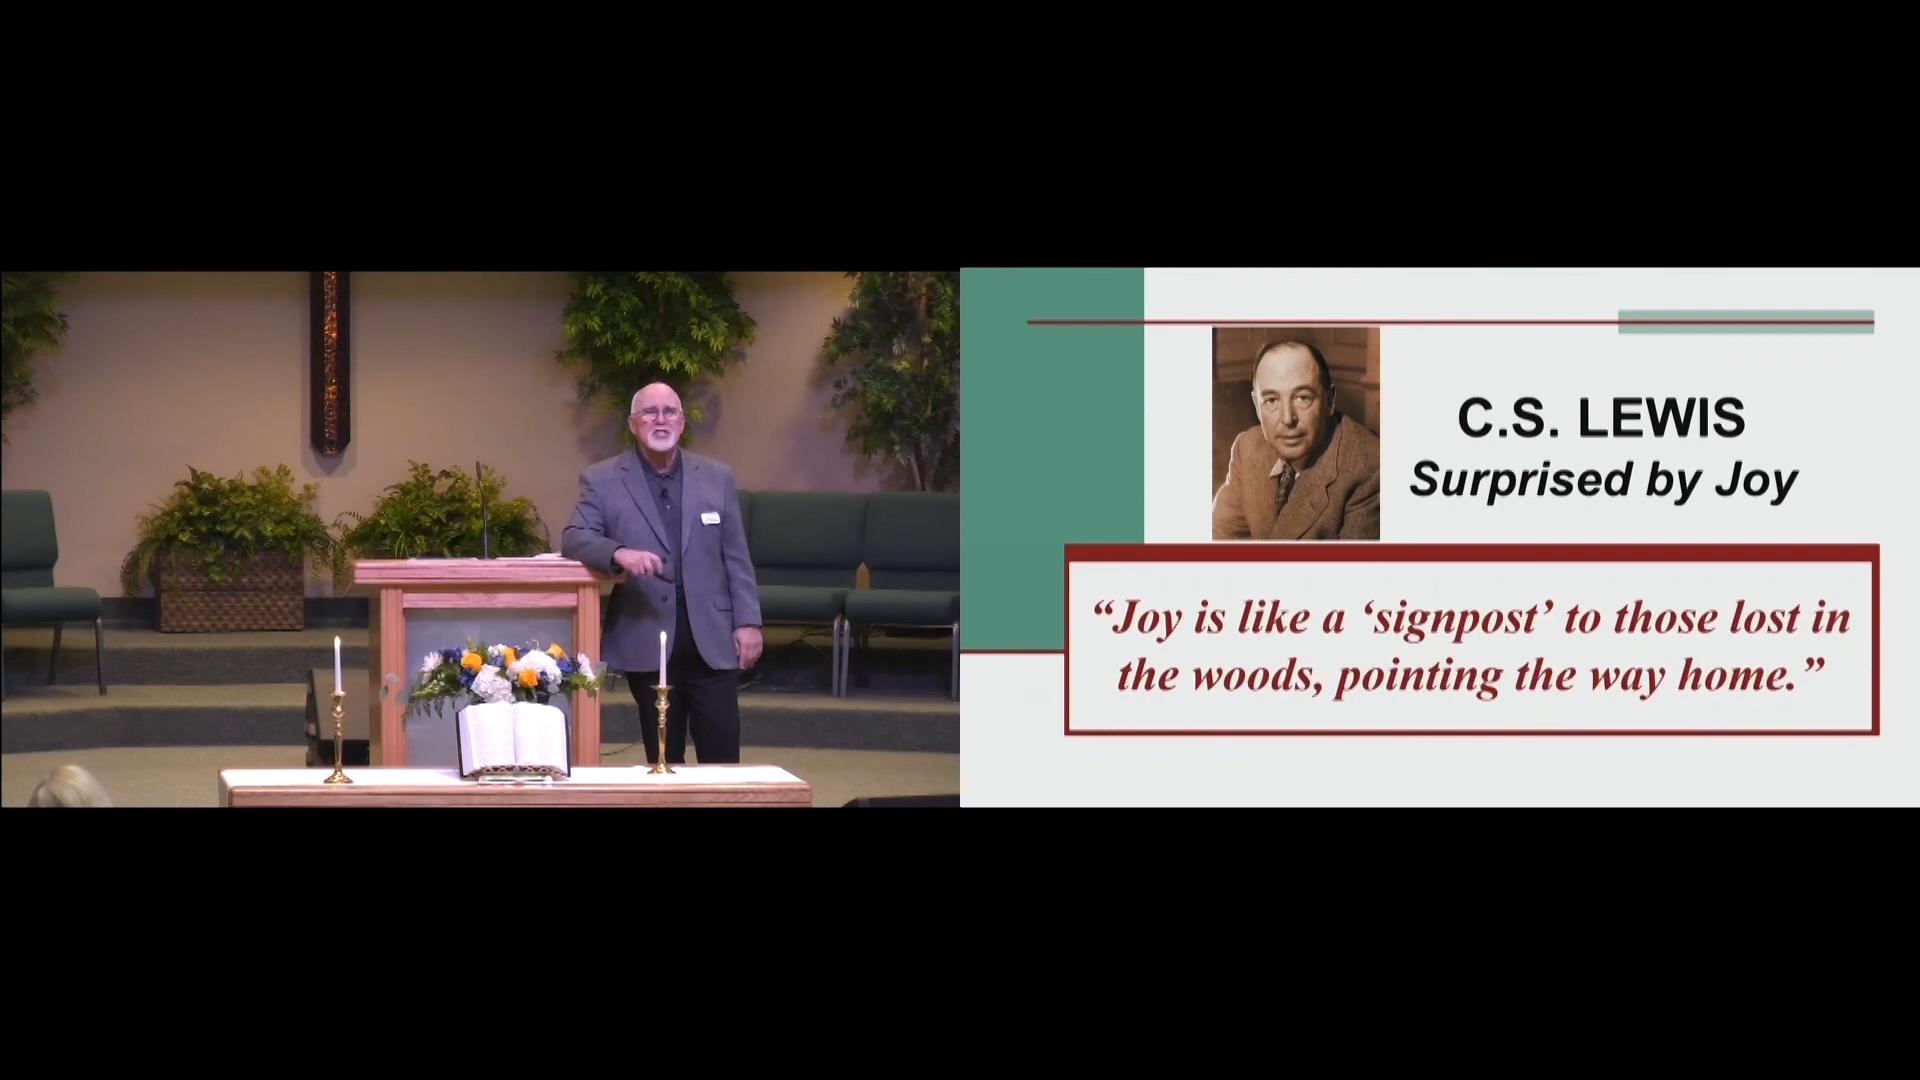 C.S. LEWIS
Surprised by Joy
“Joy is like a ‘signpost’ to those lost in
the woods, pointing the way home.”